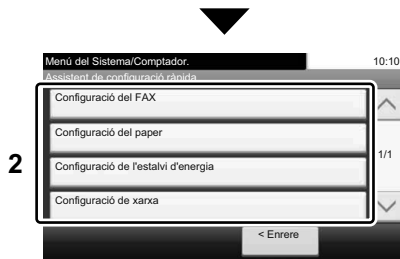 Menú del Sistema/Comptador.
10:10
Assistent de configuració ràpida
Configuració del FAX
Configuració del paper
2
1/1
Configuració de l'estalvi d'energia
Configuració de xarxa
< Enrere